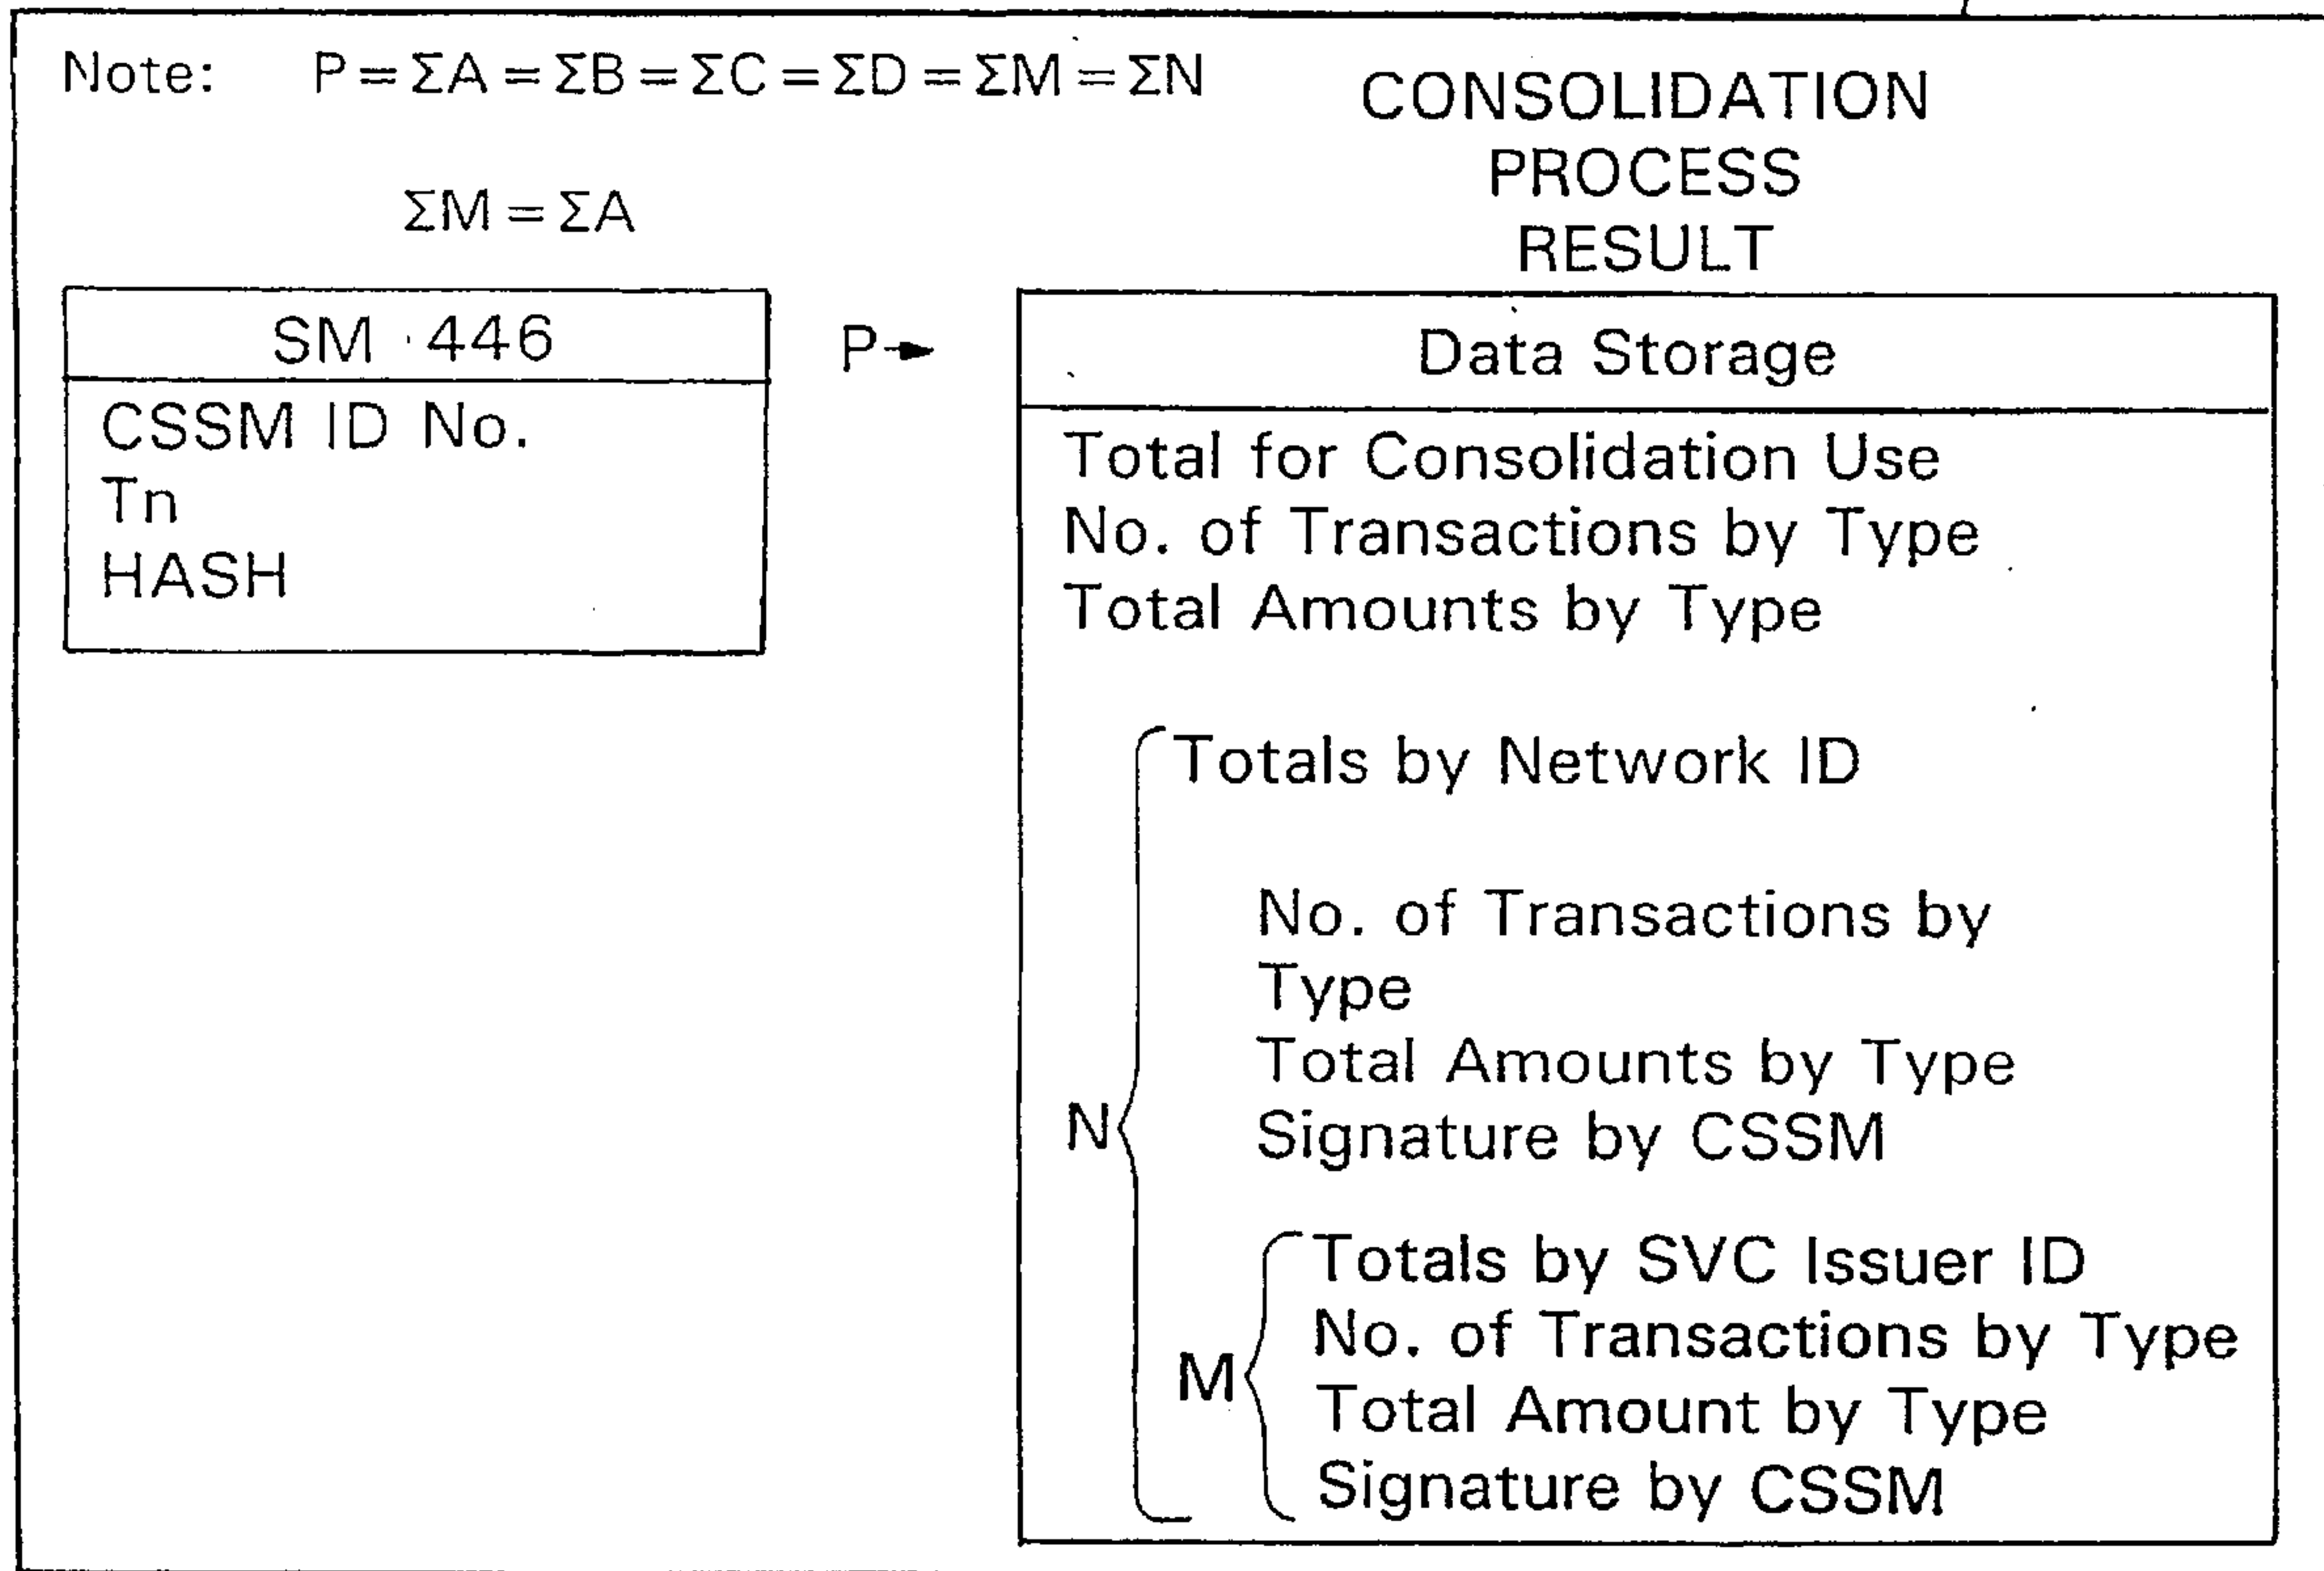 Note: P=ΣA=ΣB=ΣC=ΣD=ΣM=ΣN
ΣM=ΣA
CONSOLIDATION
PROCESS
RESULT
SM 446
CSSM ID No.
Tn
HASH
P→
Data Storage
Total for Consolidation Use
No. of Transactions by Type
Total Amounts by Type
Totals by Network ID
No. of Transactions by
Type
Total Amounts by Type
Signature by CSSM
N
Totals by SVC Issuer ID
No. of Transactions by Type
M
Total Amount by Type
Signature by CSSM